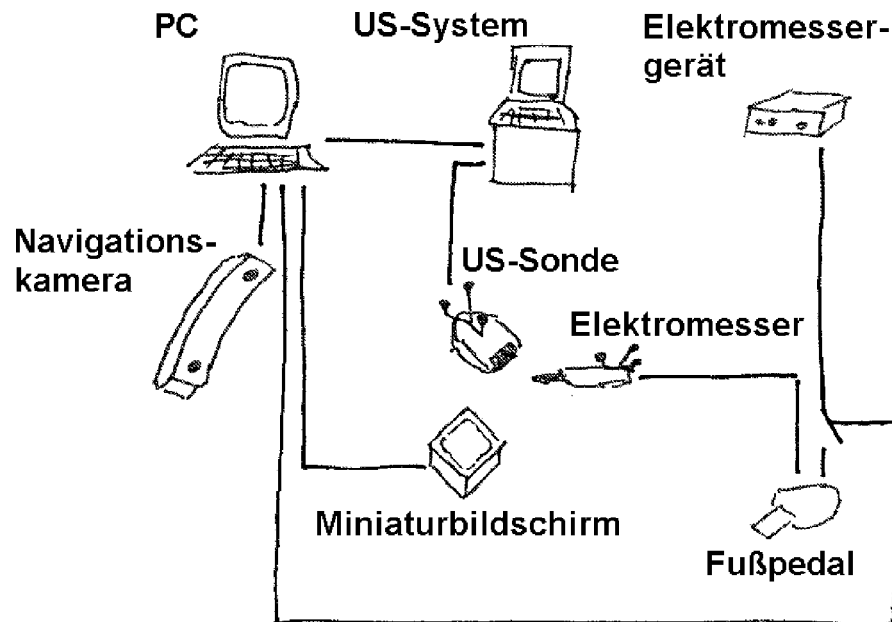 PC
US-System
Elektromesser-
gerät
Navigations-
kamera
US-Sonde
Elektromesser
Miniaturbildschirm
Fußpedal